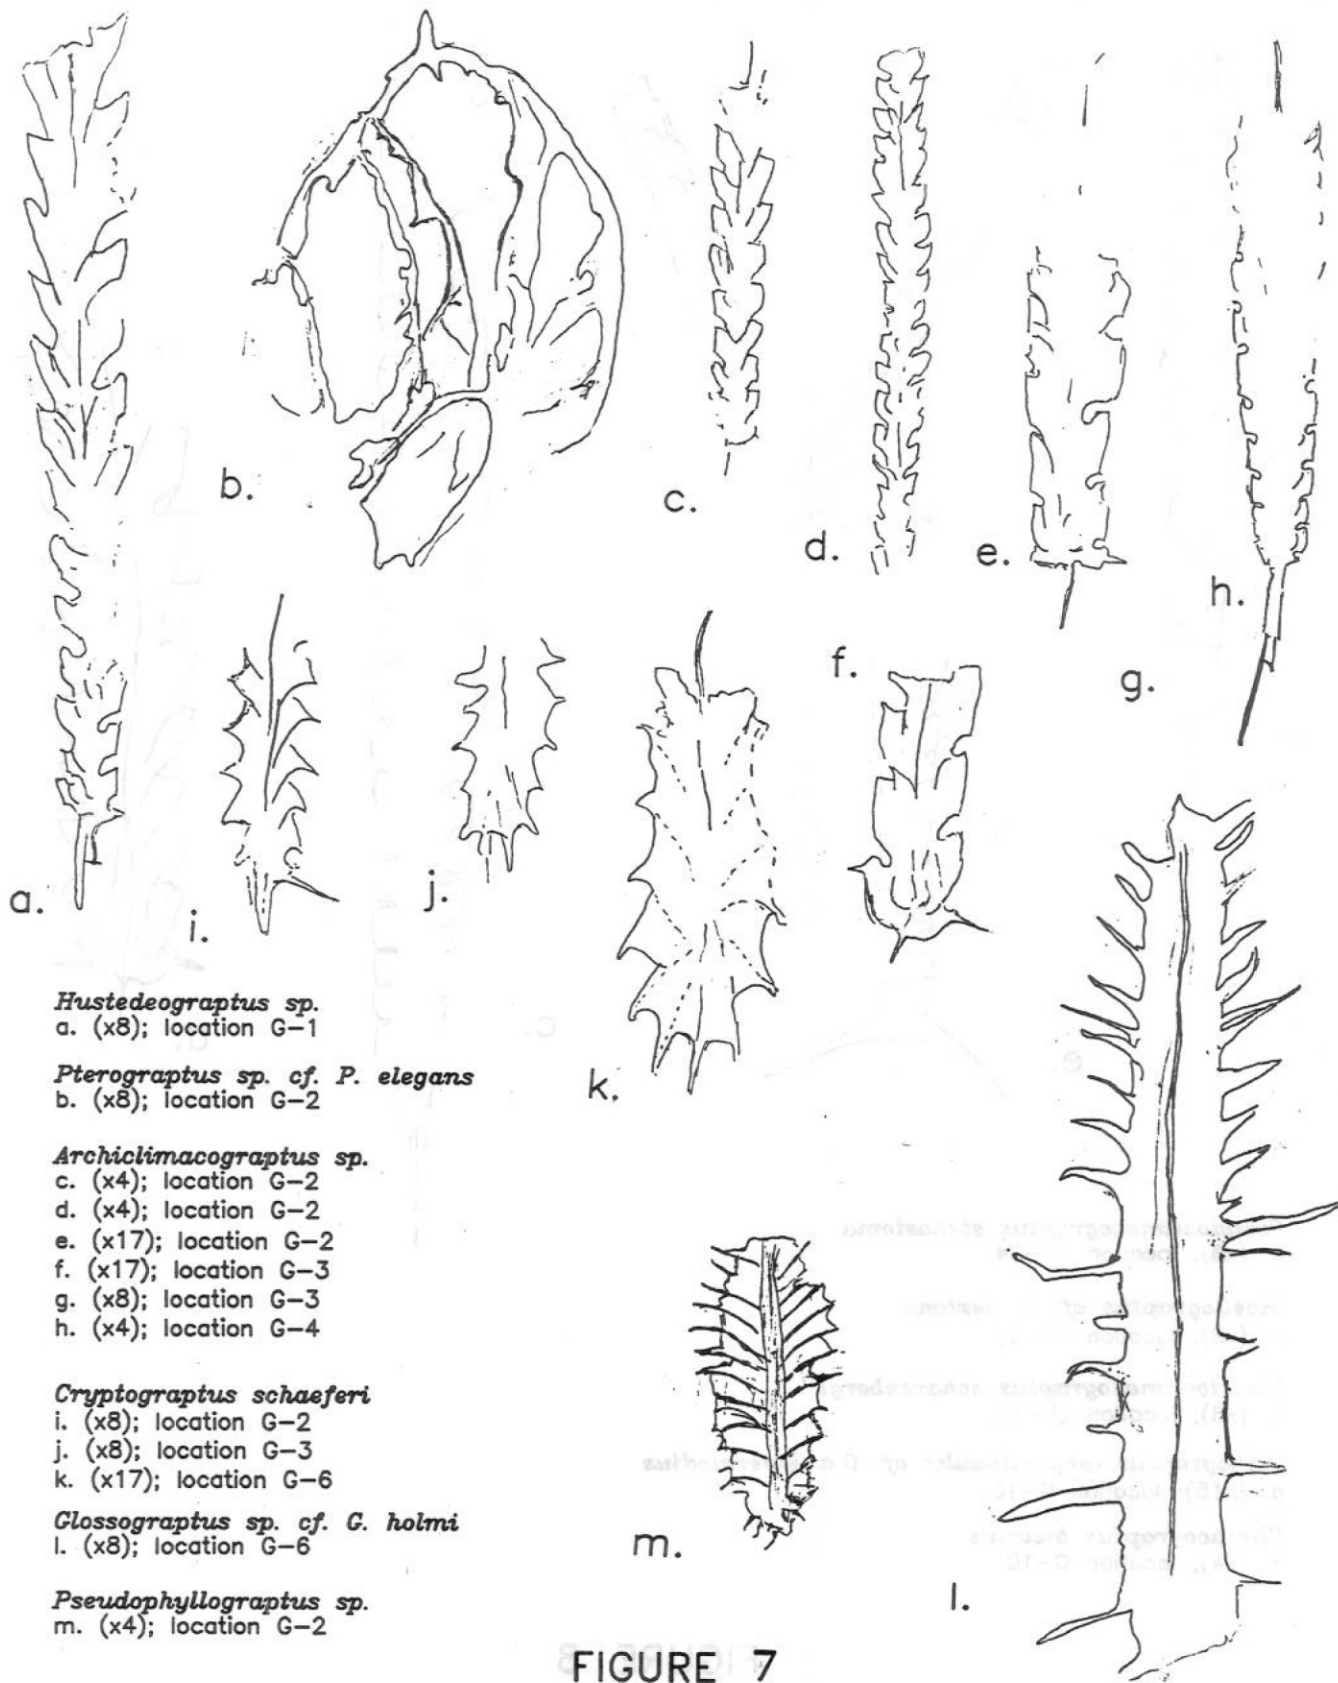 b.
c.
d.
e.
h.
f.
g.
a.
i.
j.
k.
Hustedeograptus sp.
a. (x8); location G-1
Pterograptus sp. cf. P. elegans
b. (x8); location G-2
Archiclimacograptus sp.
c. (x4); location G-2
d. (x4); location G-2
e. (x17); location G-2
f. (x17); location G-3
g. (x8); location G-3
h. (x4); location G-4
Cryptograptus schaeferi
i. (x8); location G-2
j. (x8); location G-3
k. (x17); location G-6
Glossograptus sp. cf. G. holmi
l. (x8); location G-6
Pseudophyllograptus sp.
m. (x4); location G-2
m.
l.
FIGURE 7